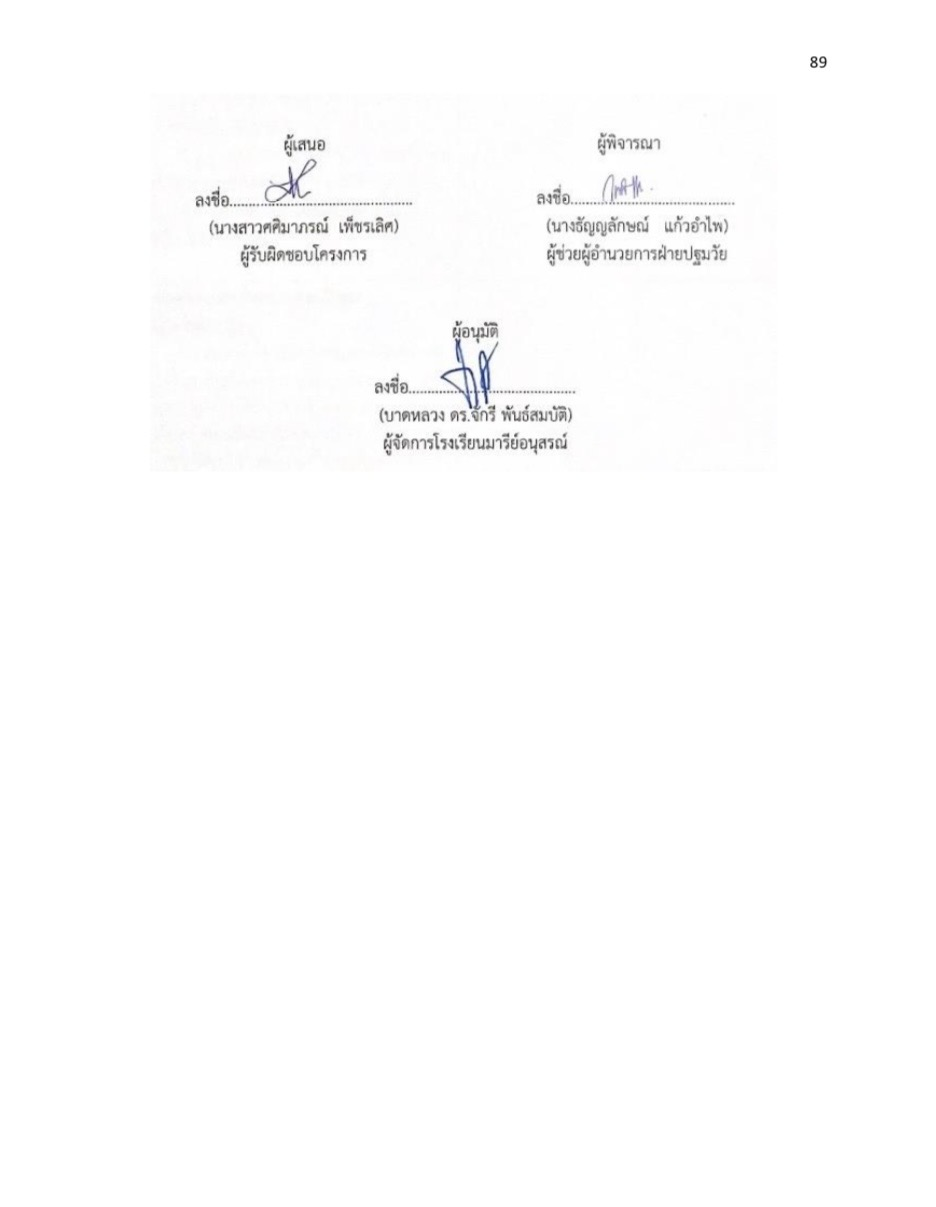 89
ผู้เสนอ
ผู้พิจารณา
ลงชื่อ................................................
ลงชื่อ................................................
(นางสาวศศิมาภรณ์ เพ็ชรเลิศ)
(นางธัญญลักษณ์ แก้วอำไพ)
ผู้รับผิดชอบโครงการ
ผู้ช่วยผู้อำนวยการฝ่ายปฐมวัย
ผู้อนุมัติ
ลงชื่อ............................................
(บาดหลวง ดร.จักรี พันธ์สมบัติ)
ผู้จัดการโรงเรียนมารีย์อนุสรณ์